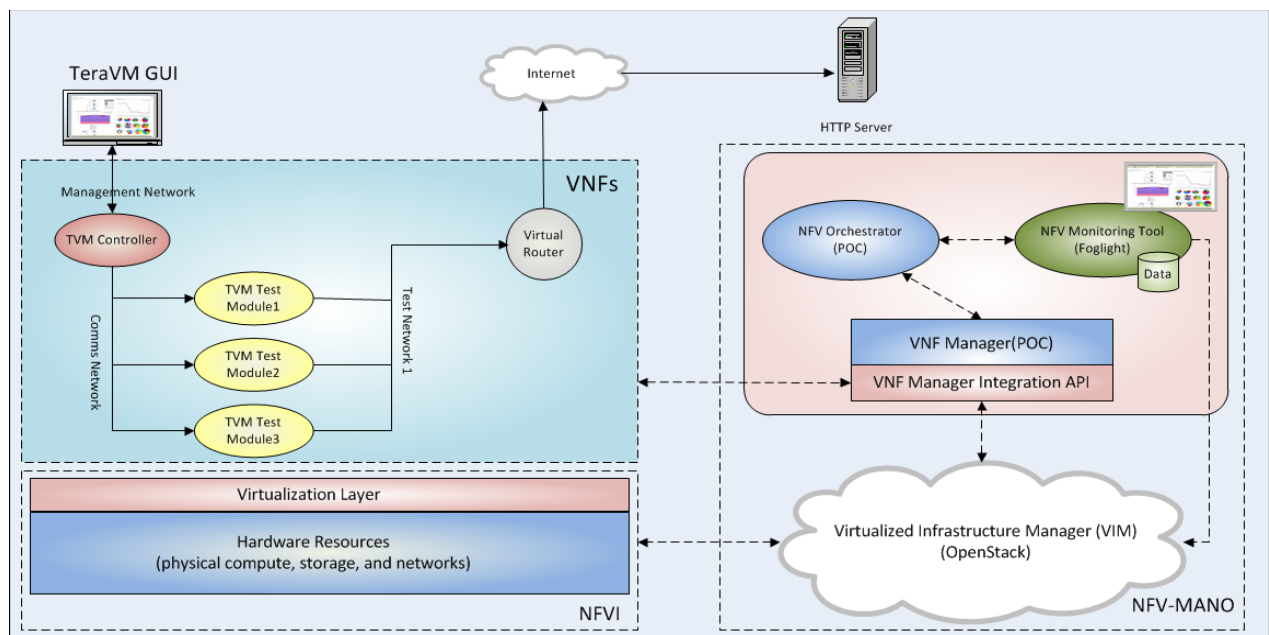 TeraVM GUI
Internet
HTTP Server
Management Network
VNFs
TVM Controller
Virtual
Router
TVM Test
Module1
TVM Test
Module2
TVM Test
Module3
Comms Network
Test Network 1
Virtualization Layer
Hardware Resources
(physical compute, storage, and networks)
NFVI
NFV Orchestrator
(POC)
NFV Monitoring Tool
(Foglight)
Data
VNF Manager(POC)
VNF Manager Integration API
Virtualized Infrastructure Manager (VIM)
(OpenStack)
NFV-MANO